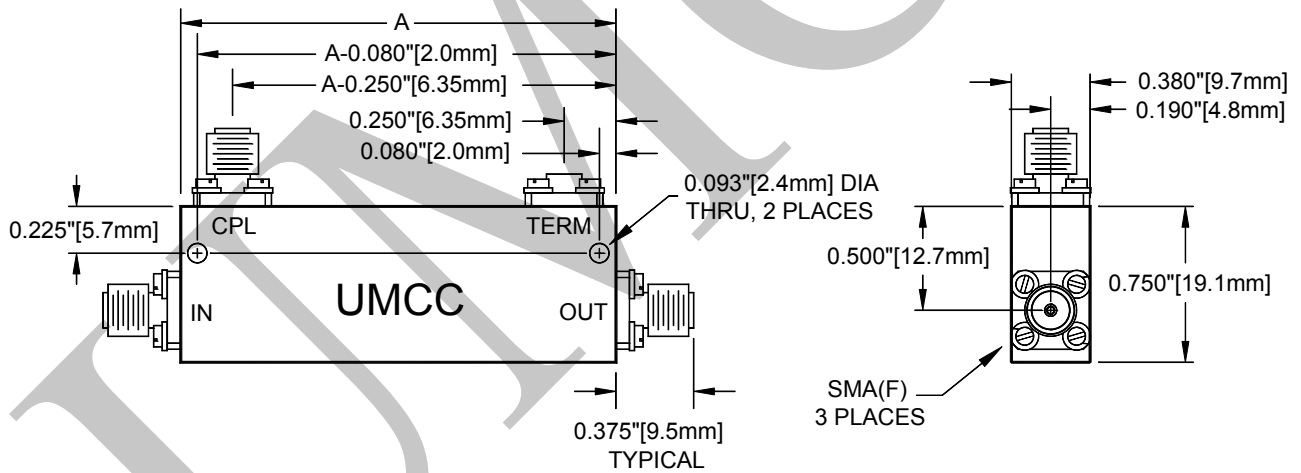 A
A-0.080"[2.0mm]
A-0.250"[6.35mm]
0.250"[6.35mm]
0.080"[2.0mm]
0.380"[9.7mm]
0.190"[4.8mm]
0.093"[2.4mm] DIA
THRU, 2 PLACES
0.225"[5.7mm]
CPL
TERM
0.500"[12.7mm]
0.750"[19.1mm]
IN
UMCC
OUT
SMA(F)
3 PLACES
0.375"[9.5mm]
TYPICAL
UMC